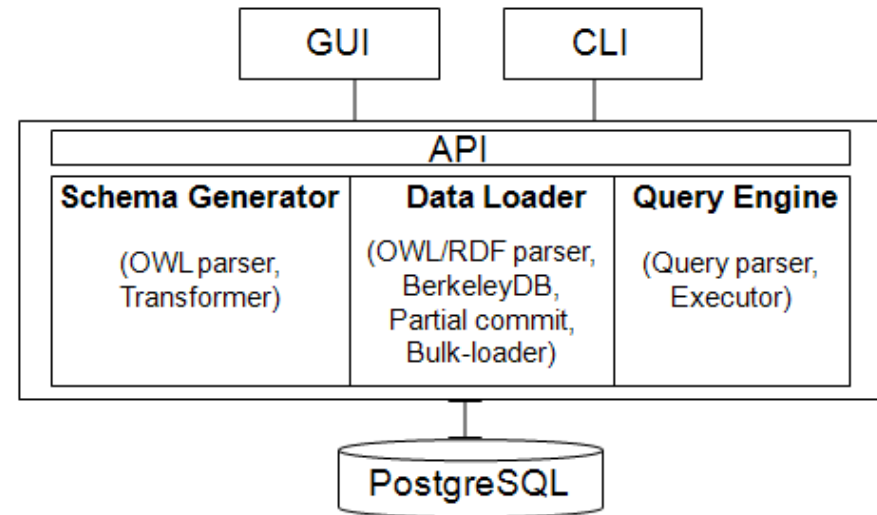 GUI
CLI
API
Schema Generator
(OWL parser,
Transformer)
Data Loader
(OWL/RDF parser,
BerkeleyDB,
Partial commit,
Bulk-loader)
Query Engine
(Query parser,
Executor)
PostgreSQL